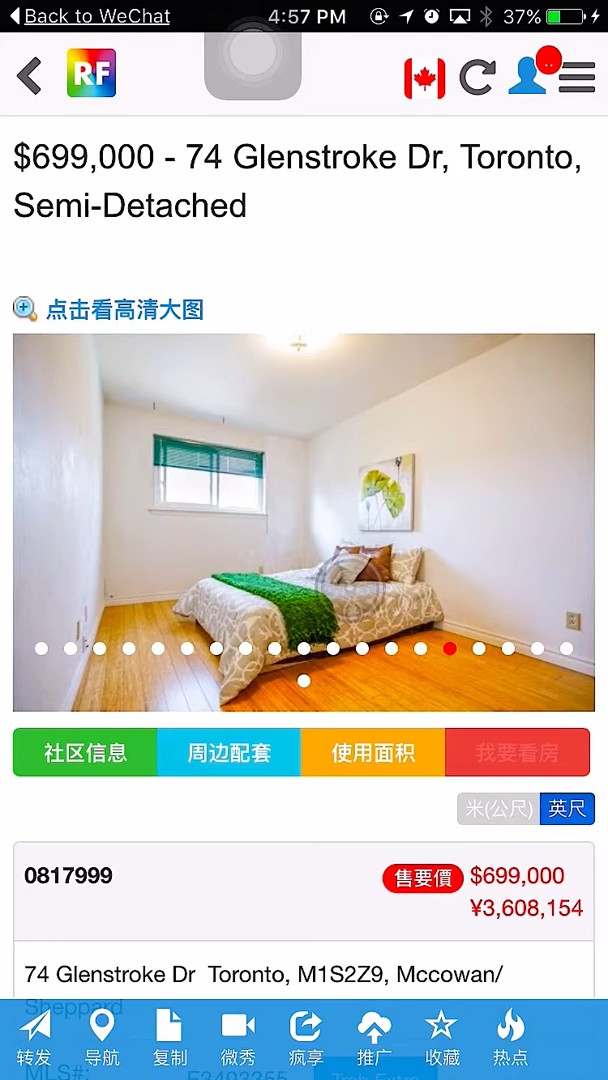 Back to WeChat
4:57 PM
37%
RF
$699,000 - 74 Glenstroke Dr, Toronto,
Semi-Detached
点击看高清大图
社区信息
周边配套
使用面积
我要看房
米(公尺)
英尺
0817999
售要價
$699,000
¥3,608,154
74 Glenstroke Dr Toronto, M1S2Z9, Mccowan/
Sheppard
转发
导航
复制
微秀
疯享
推广
收藏
热点
MLS#:
E3493355
Treb Extra